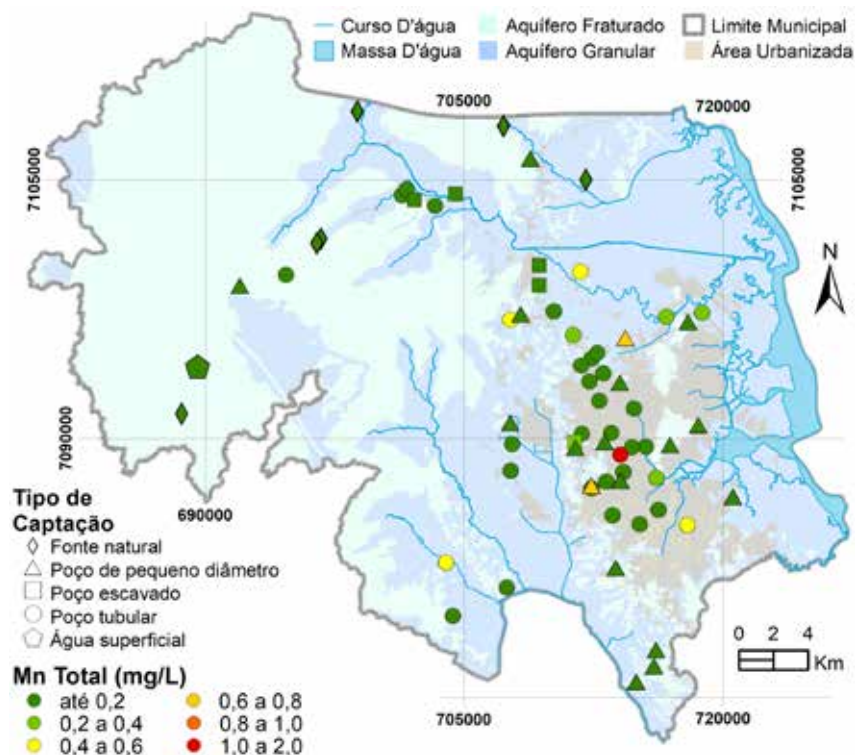 Curso D'água Aquífero Fraturado Limite Municipal
Massa D'água Aquífero Granular Área Urbanizada
705000 720000
7105000 7105000
N
7090000 7090000
690000
Tipo de
Captação
Fonte natural
Poço de pequeno diâmetro
Poço escavado
Poço tubular
Água superficial
0 2 4
Km
Mn Total (mg/L)
até 0,2 0,6 a 0,8
0,2 a 0,4 0,8 a 1,0
0,4 a 0,6 1,0 a 2,0
705000 720000